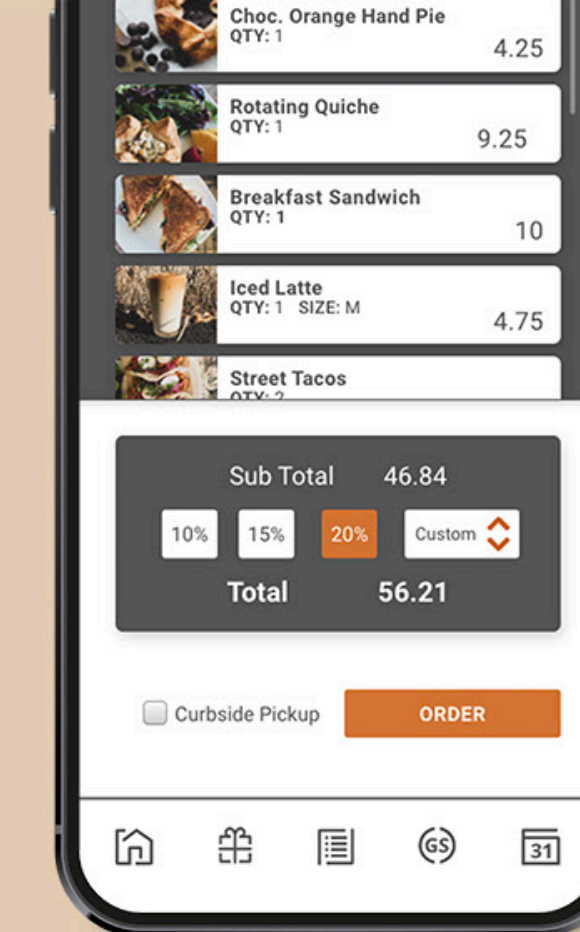 Choc. Orange Hand Pie
QTY: 1
4.25
Rotating Quiche
QTY: 1
9.25
Breakfast Sandwich
QTY: 1
10
Iced Latte
QTY: 1 SIZE: M
4.75
Street Tacos
QTY: 2
Sub Total 46.84
10% 15% 20% Custom
Total 56.21
Curbside Pickup ORDER
GS 31